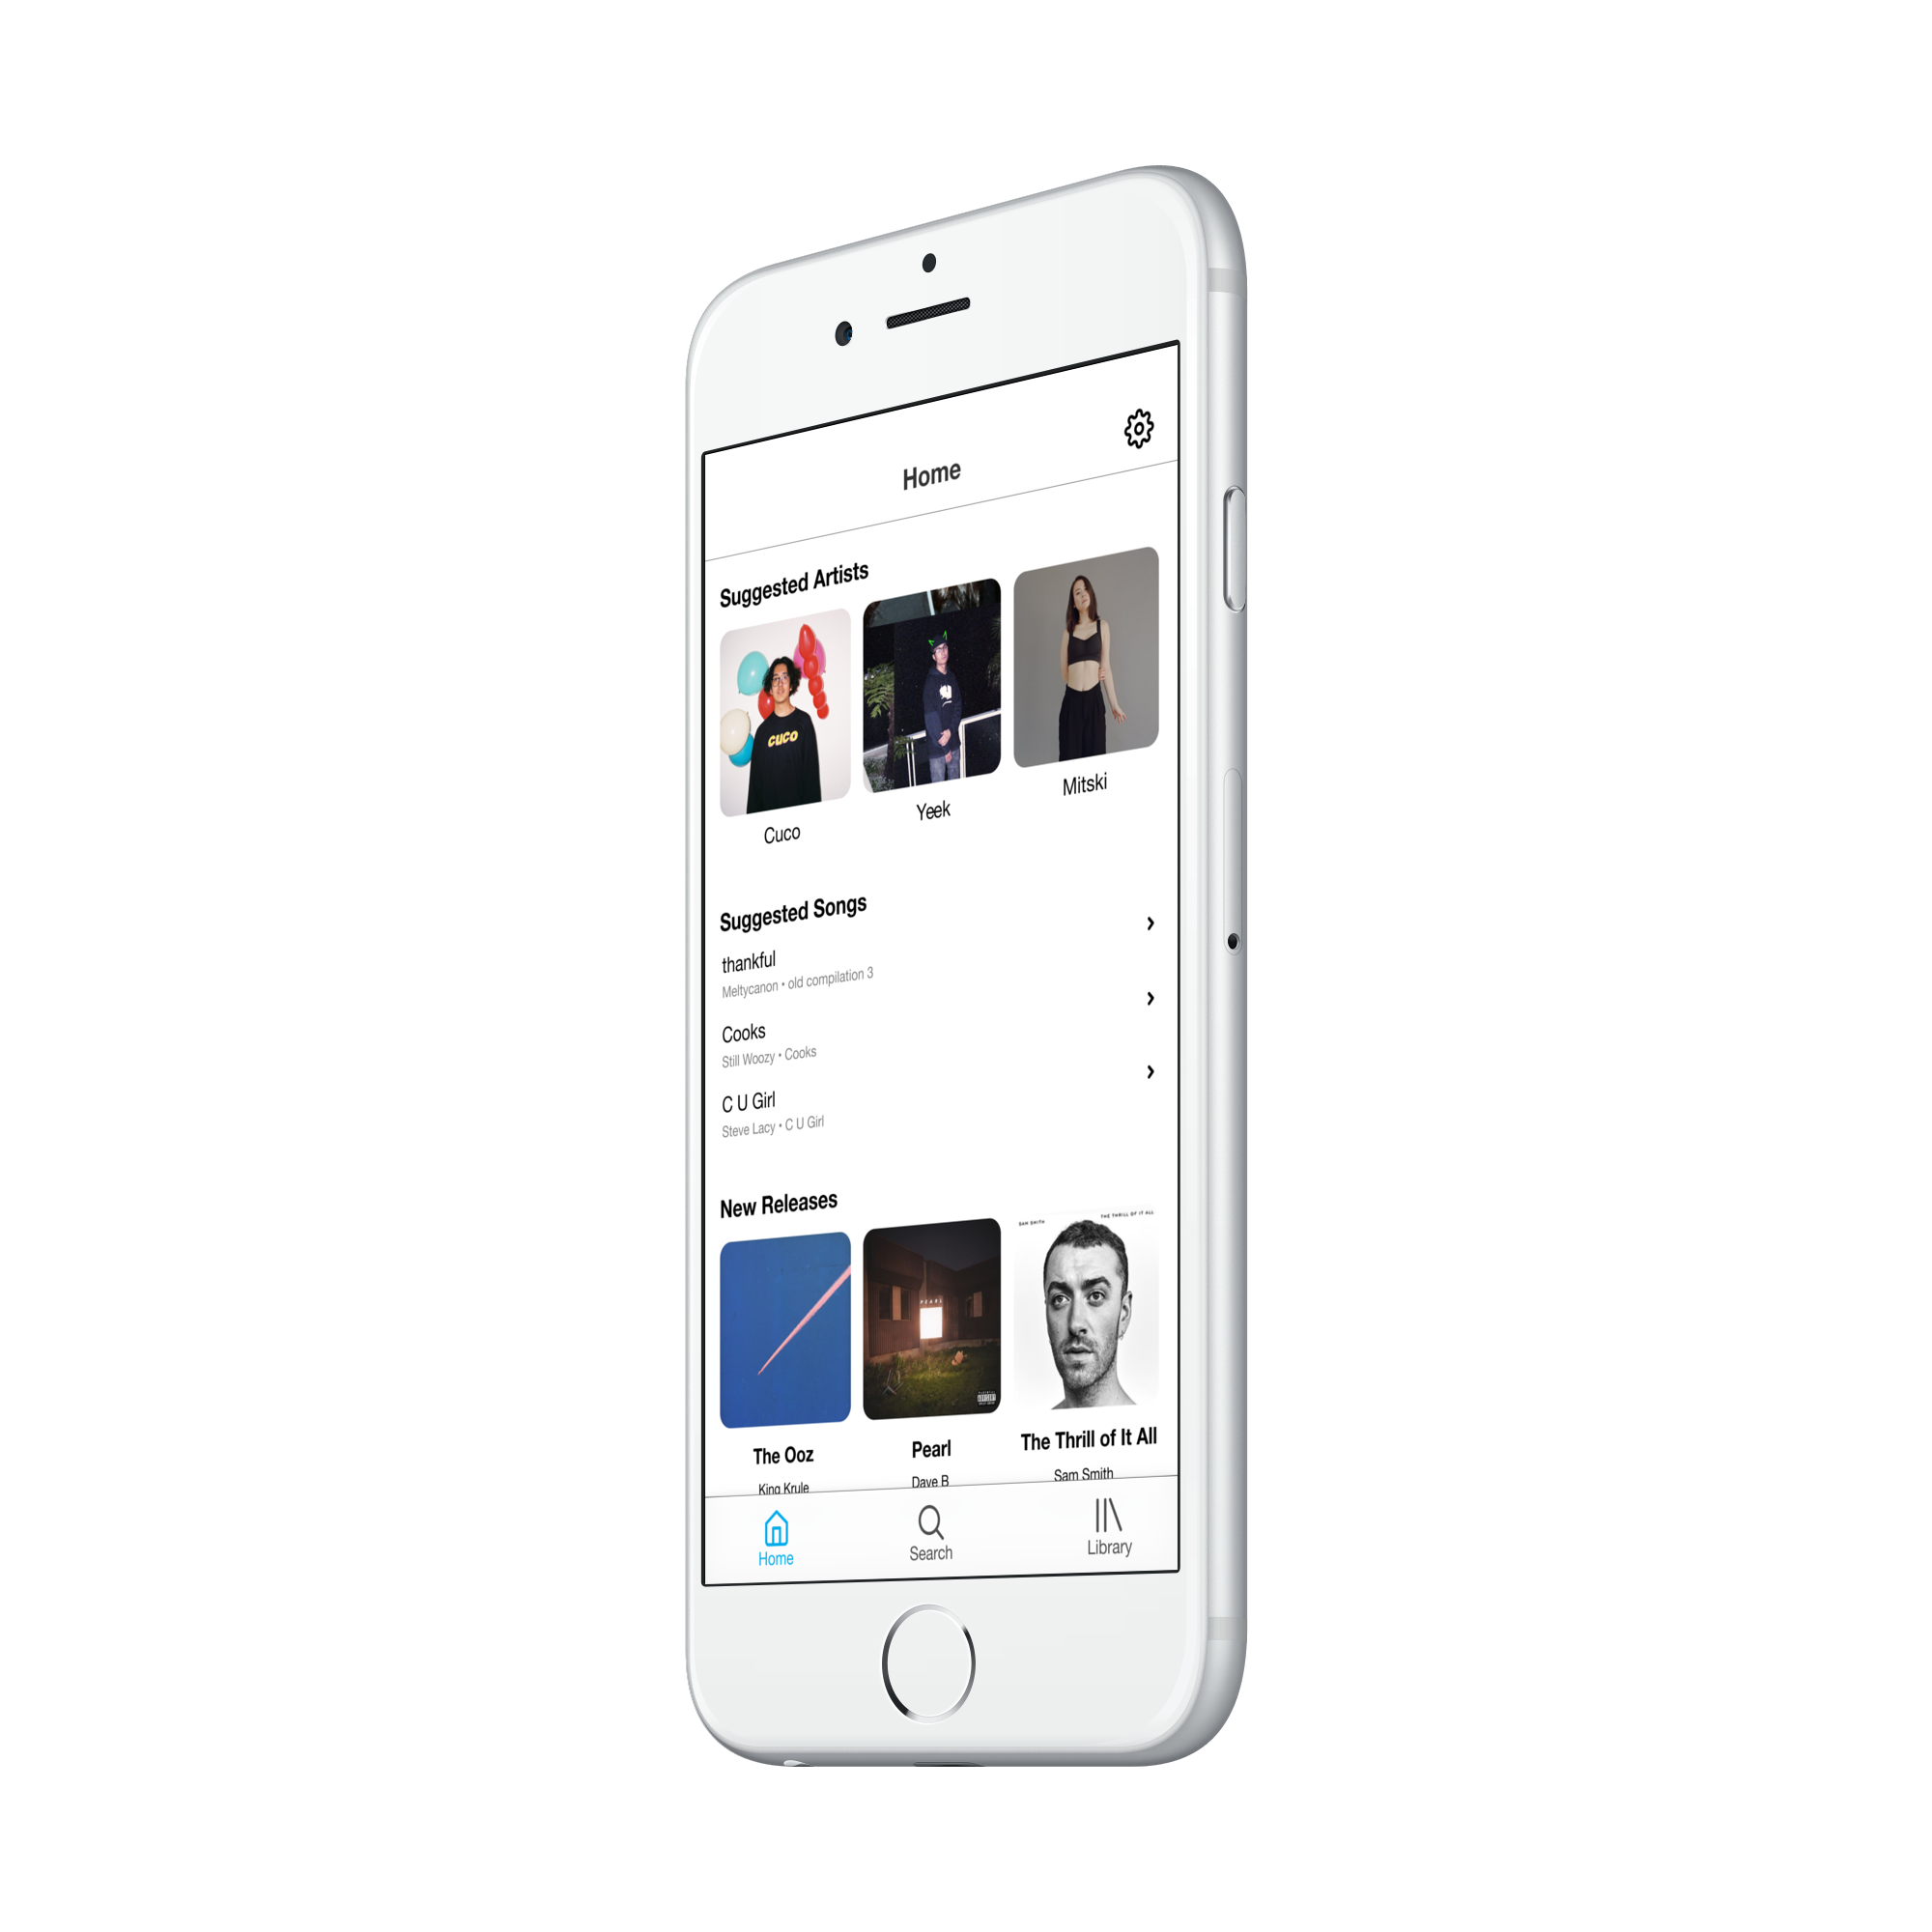 Home
Suggested Artists
CUCO
Cuco
Yeek
Mitski
Suggested Songs
thankful
Meltycanon • old compilation 3
Cooks
Still Woozy • Cooks
C U Girl
Steve Lacy • C U Girl
New Releases
PEARL
SAM SMITH
THE THRILL OF IT ALL
The Ooz
Pearl
The Thrill of It All
King Krule
Dave B
Sam Smith
Home
Search
Library